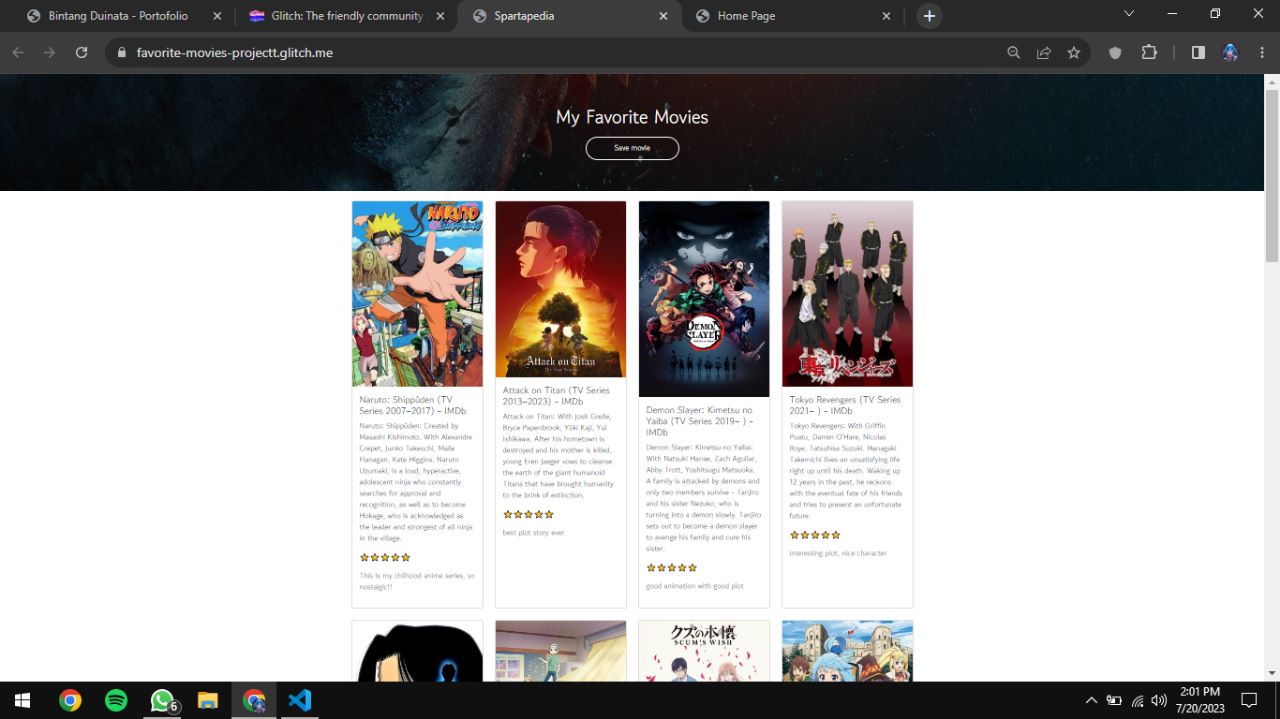 Bintang Duinata - Portofolio
Glitch: The friendly community
Spartapedia
Home Page
favorite-movies-projectt.glitch.me
My Favorite Movies
Save movie
NARUTO
Naruto: Shippûden (TV
Series 2007–2017) - IMDb
Naruto: Shippûden: Created by
Masashi Kishimoto. With Alexandre
Crepet, Junko Takeuchi, Maile
Flanagan, Kate Higgins. Naruto
Uzumaki, is a loud, hyperactive,
adolescent ninja who constantly
searches for approval and
recognition, as well as to become
Hokage, who is acknowledged as
the leader and strongest of all ninja
in the village.
This is my chilhood anime series, so
nostalgic!!
Attack on Titan
The Final Season
Attack on Titan (TV Series
2013–2023) - IMDb
Attack on Titan: With Josh Grelle,
Bryce Papenbrook, Yûki Kaji, Yui
Ishikawa. After his hometown is
destroyed and his mother is killed,
young Eren Jaeger vows to cleanse
the earth of the giant humanoid
Titans that have brought humanity
to the brink of extinction.
best plot story ever
DEMON
SLAYER
Demon Slayer: Kimetsu no
Yaiba (TV Series 2019– ) -
IMDb
Demon Slayer: Kimetsu no Yaiba:
With Natsuki Hanae, Zach Aguilar,
Abby Trott, Yoshitsugu Matsuoka.
A family is attacked by demons and
only two members survive - Tanjiro
and his sister Nezuko, who is
turning into a demon slowly. Tanjiro
sets out to become a demon slayer
to avenge his family and cure his
sister.
good animation with good plot
東京リベンジャーズ
Tokyo Revengers (TV Series
2021– ) - IMDb
Tokyo Revengers: With Griffin
Puatu, Darren O'Hare, Nicolas
Roye, Tatsuhisa Suzuki. Hanagaki
Takemichi lives an unsatisfying life
right up until his death. Waking up
12 years in the past, he reckons
with the eventual fate of his friends
and tries to prevent an unfortunate
future.
Interesting plot, nice character
クズの本懐
SCUM'S WISH
6
2:01 PM
7/20/2023